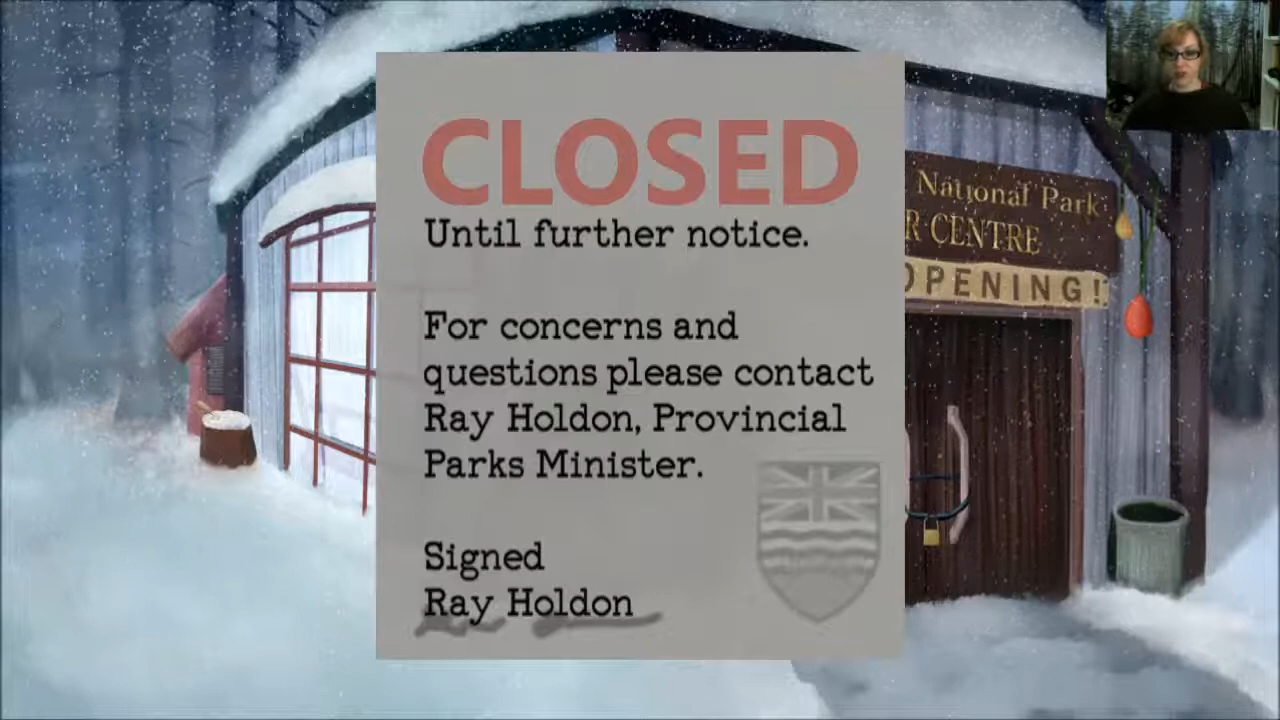 CLOSED
Until further notice.
For concerns and
questions please contact
Ray Holdon, Provincial
Parks Minister.
Signed
Ray Holdon
National Park
R CENTRE
OPENING!